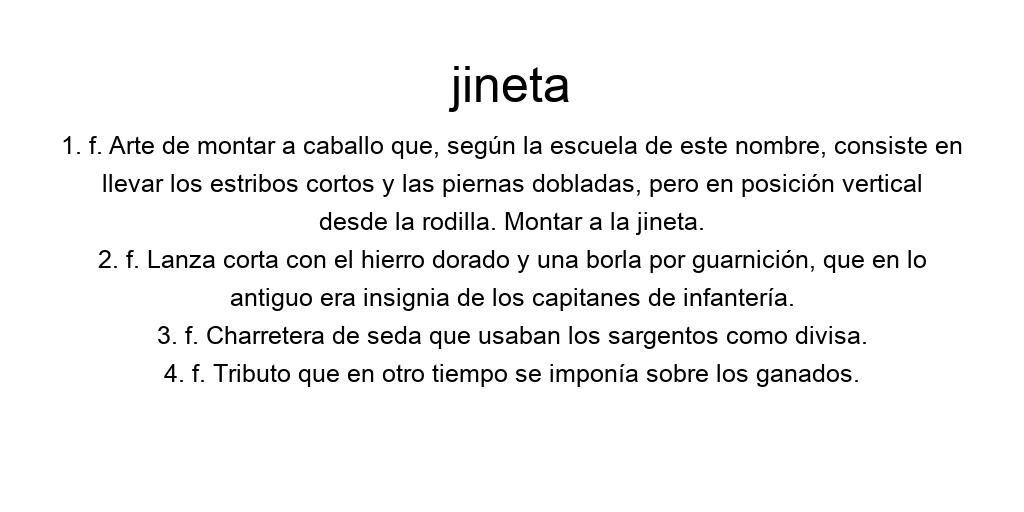 jineta
1. f. Arte de montar a caballo que, según la escuela de este nombre, consiste en
llevar los estribos cortos y las piernas dobladas, pero en posición vertical
desde la rodilla. Montar a la jineta.
2. f. Lanza corta con el hierro dorado y una borla por guarnición, que en lo
antiguo era insignia de los capitanes de infantería.
3. f. Charretera de seda que usaban los sargentos como divisa.
4. f. Tributo que en otro tiempo se imponía sobre los ganados.